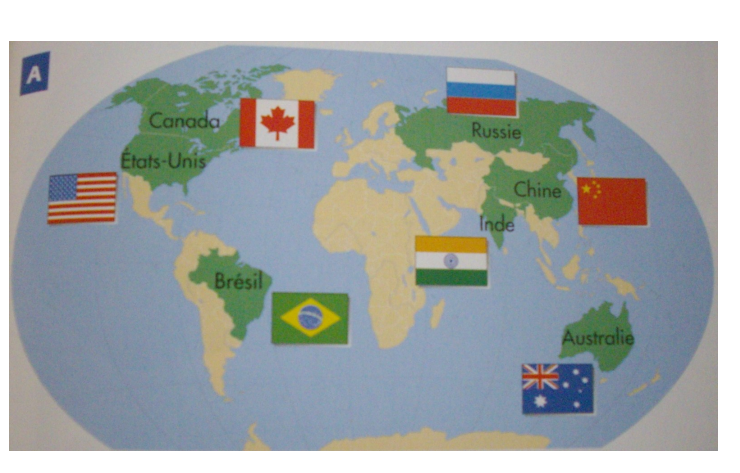 A
Canada
Russie
États-Unis
Chine
Inde
Brésil
Australie